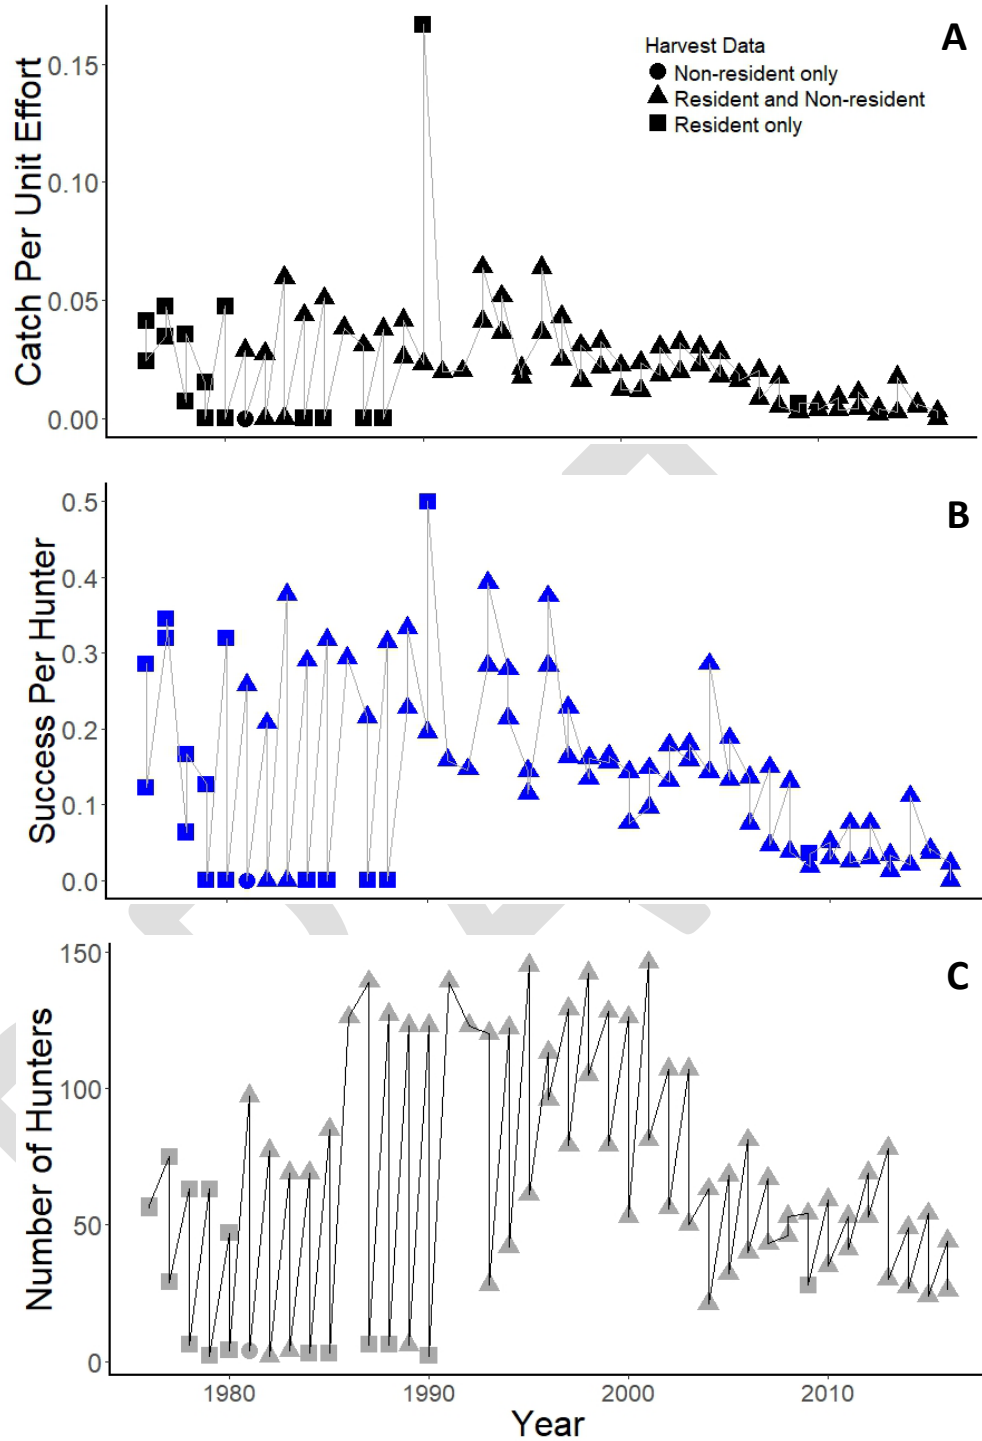 A
Harvest Data
Non-resident only
Resident and Non-resident
Resident only
Catch Per Unit Effort
0.15
0.10
0.05
0.00
B
Success Per Hunter
0.5
0.4
0.3
0.2
0.1
0.0
C
Number of Hunters
150
100
50
0
1980
1990
2000
2010
Year